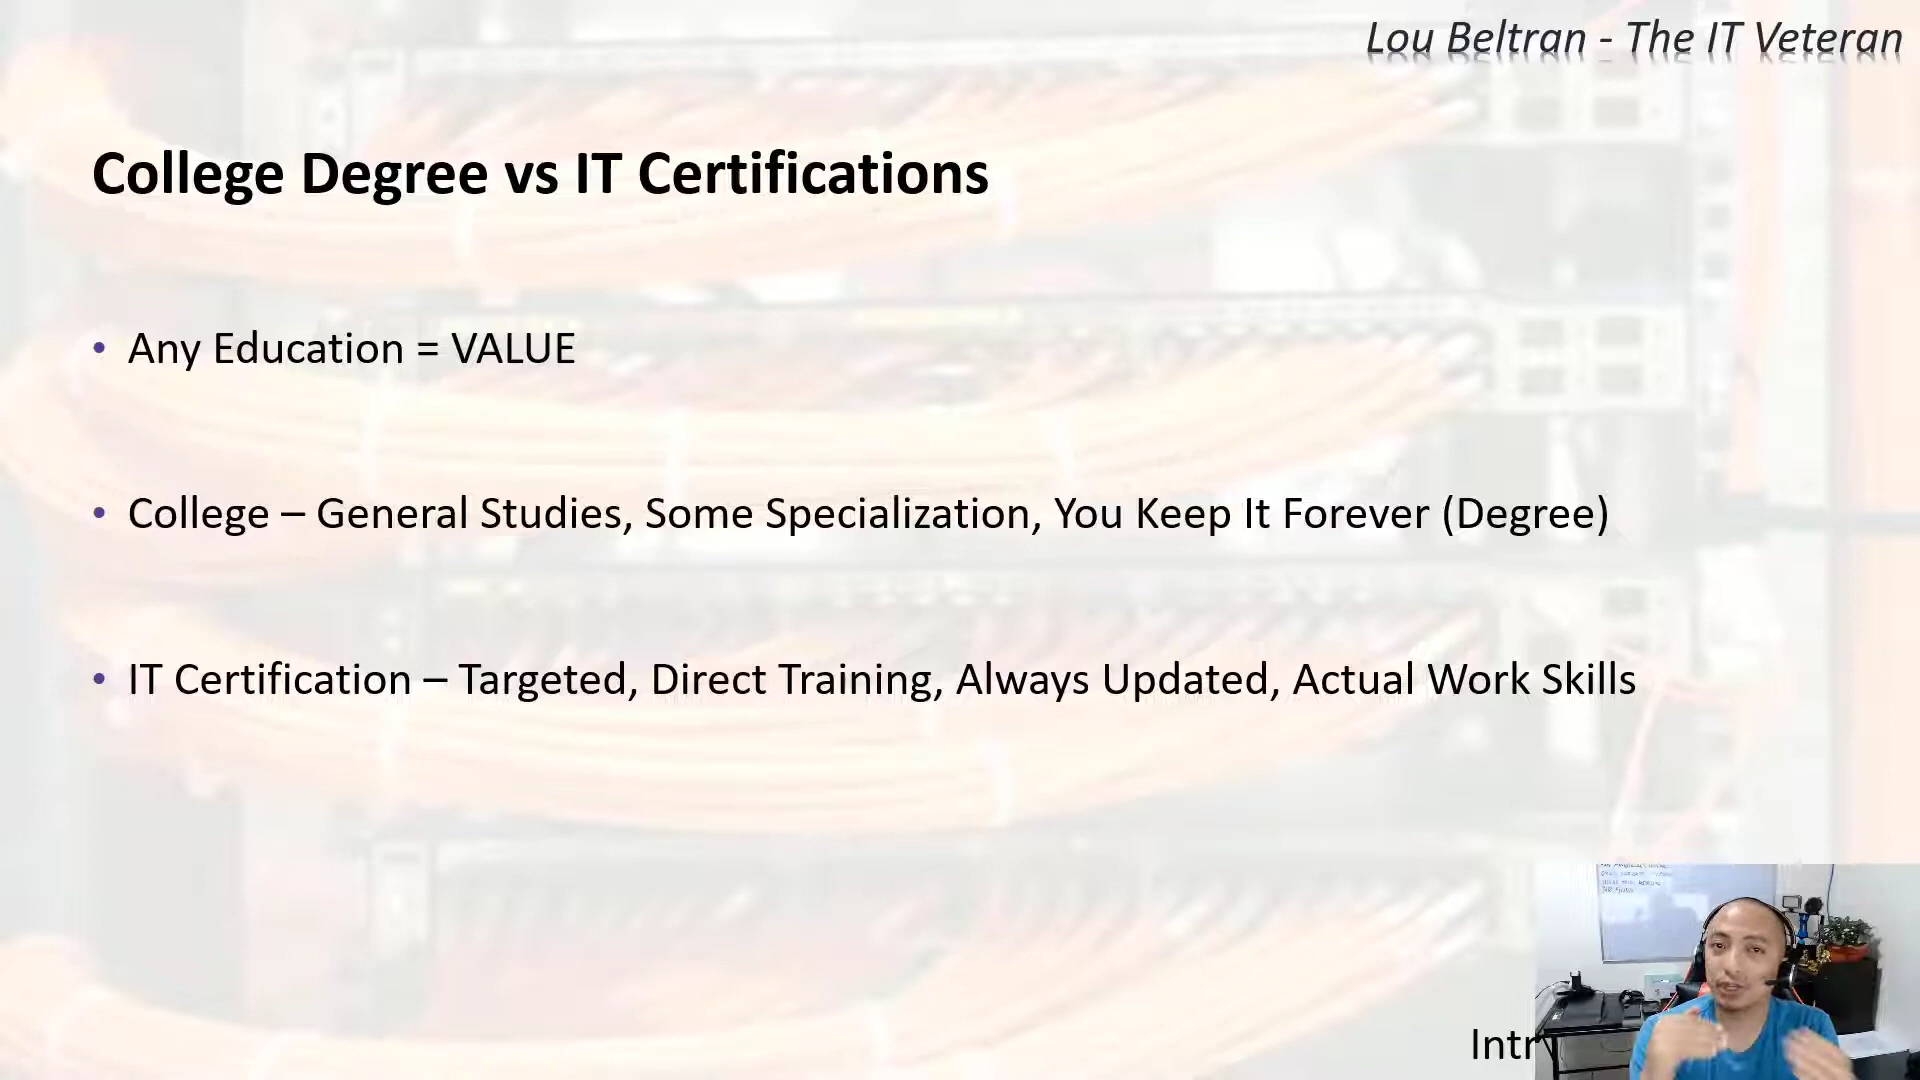 Lou Beltran - The IT Veteran
College Degree vs IT Certifications
• Any Education = VALUE
• College – General Studies, Some Specialization, You Keep It Forever (Degree)
• IT Certification – Targeted, Direct Training, Always Updated, Actual Work Skills
Intr